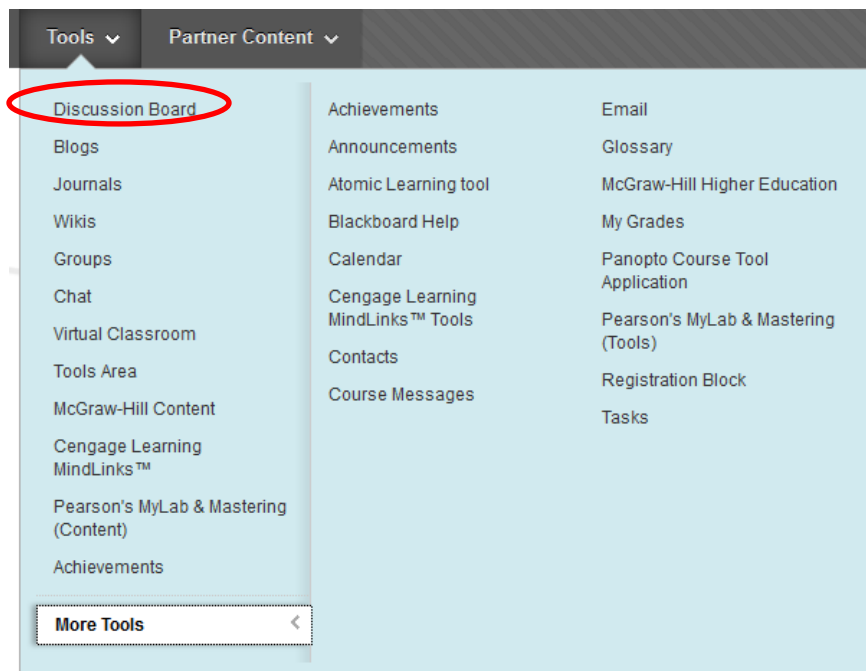 Tools
Partner Content
Discussion Board
Blogs
Journals
Wikis
Groups
Chat
Virtual Classroom
Tools Area
McGraw-Hill Content
Cengage Learning
MindLinks™
Pearson's MyLab & Mastering
(Content)
Achievements
More Tools
Achievements
Announcements
Atomic Learning tool
Blackboard Help
Calendar
Cengage Learning
MindLinks™ Tools
Contacts
Course Messages
Email
Glossary
McGraw-Hill Higher Education
My Grades
Panopto Course Tool
Application
Pearson's MyLab & Mastering
(Tools)
Registration Block
Tasks